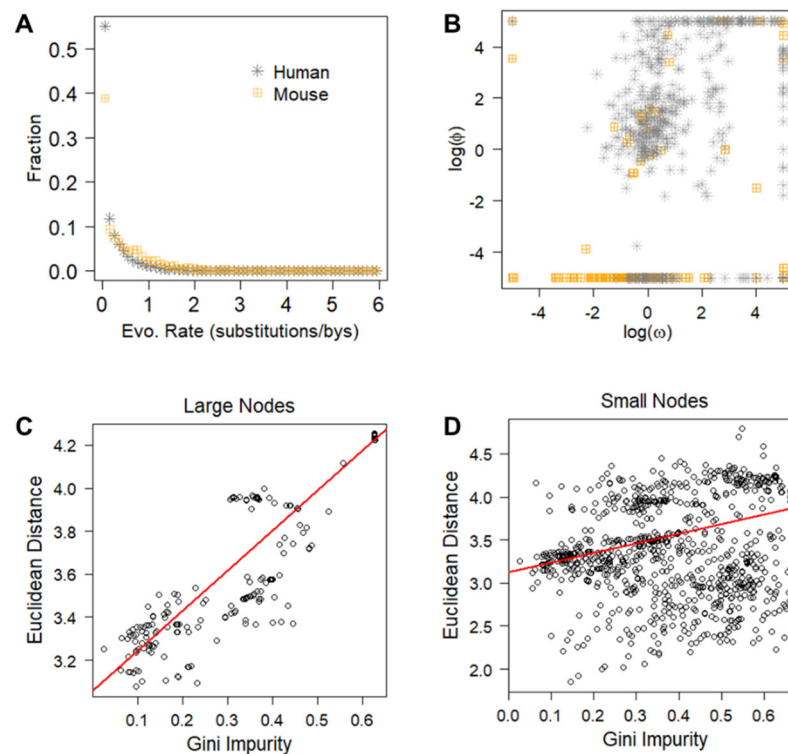 A
0.5
0.4
0.3
0.2
0.1
0.0
Fraction
Human
Mouse
0 1 2 3 4 5 6
Evo. Rate (substitutions/bys)
B
4
2
0
-2
-4
log(ϕ)
-4 -2 0 2 4
log(ω)
C
Large Nodes
4.2
4.0
3.8
3.6
3.4
3.2
Euclidean Distance
0.1 0.2 0.3 0.4 0.5 0.6
Gini Impurity
D
Small Nodes
4.5
4.0
3.5
3.0
2.5
2.0
Euclidean Distance
0.0 0.1 0.2 0.3 0.4 0.5 0.6
Gini Impurity